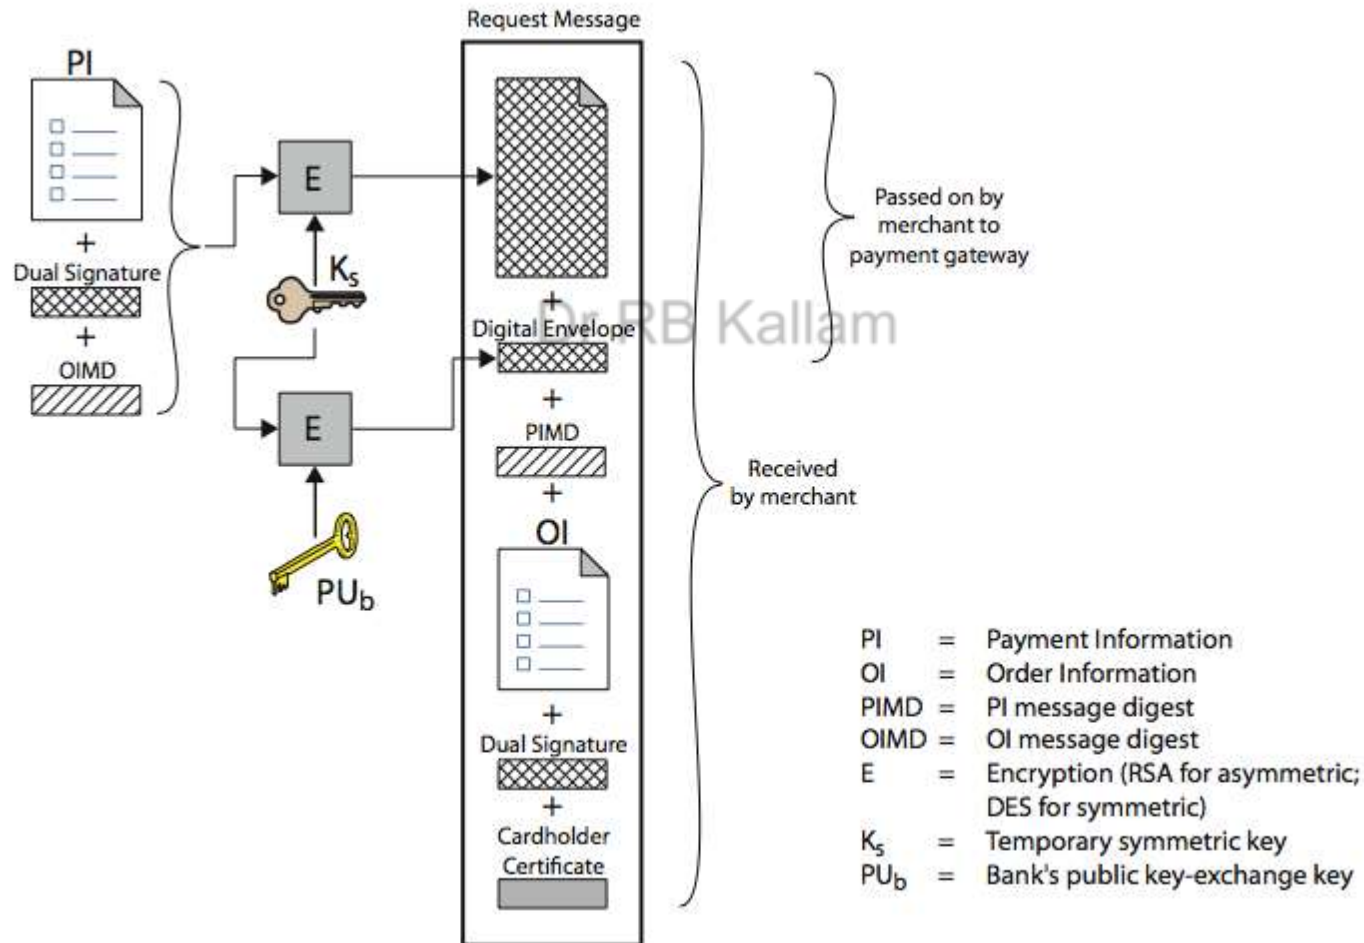 Request Message
PI
+
Dual Signature
+
OIMD
E
Ks
E
PUb
+
Digital Envelope
+
PIMD
+
OI
+
Dual Signature
+
Cardholder
Certificate
Passed on by
merchant to
payment gateway
Received
by merchant
Dr RB Kallam
PI = Payment Information
OI = Order Information
PIMD = PI message digest
OIMD = OI message digest
E = Encryption (RSA for asymmetric;
DES for symmetric)
Ks = Temporary symmetric key
PUb = Bank's public key-exchange key